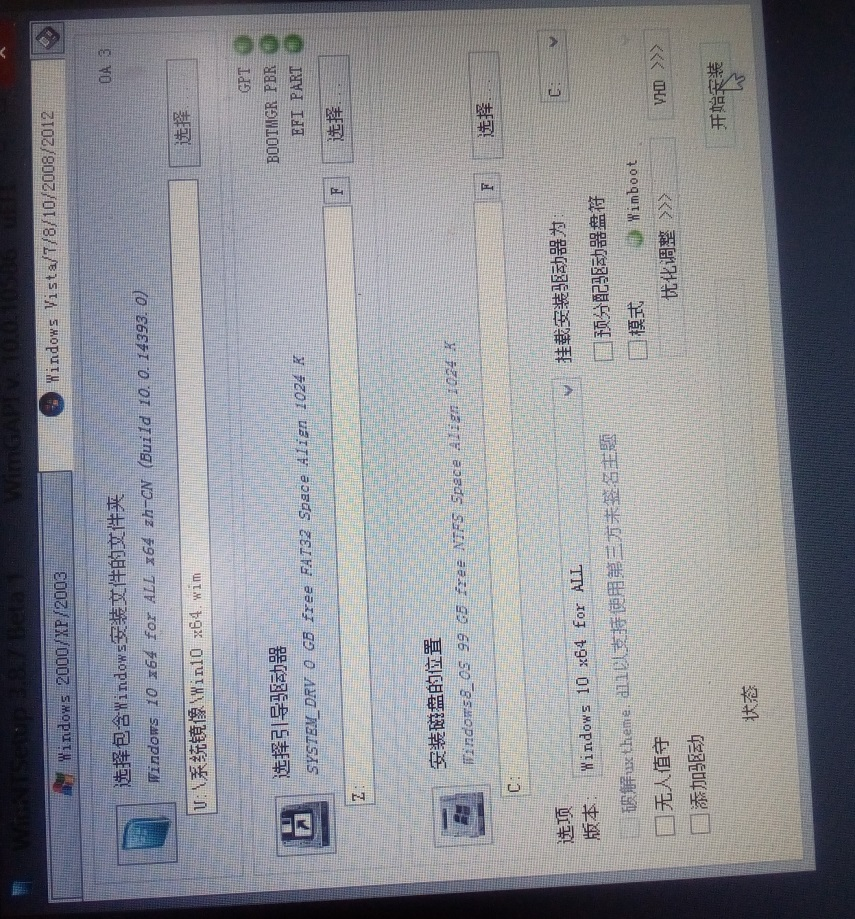 Windows 2000/XP/2003
Windows Vista/7/8/10/2008/2012
选择包含Windows安装文件的文件夹
OA 3
Windows 10 x64 for ALL x64 zh-CN (Build 10.0.14393.0)
U:\系统镜像\Win10 x64.wim
选择...
选择引导驱动器
GPT
BOOTMGR PBR
EFI PART
SYSTEM_DRV 0 GB free FAT32 Space Align 1024 K
Z:
F
选择...
安装磁盘的位置
Windows8_OS 99 GB free NTFS Space Align 1024 K
C:
F
选择...
选项
版本:
Windows 10 x64 for ALL
挂载安装驱动器为:
C:
破解uxtheme.dll以支持使用第三方未签名主题
预分配驱动器盘符
无人值守
模式
Wimboot
添加驱动
优化调整 >>>
VHD >>>
状态
开始安装